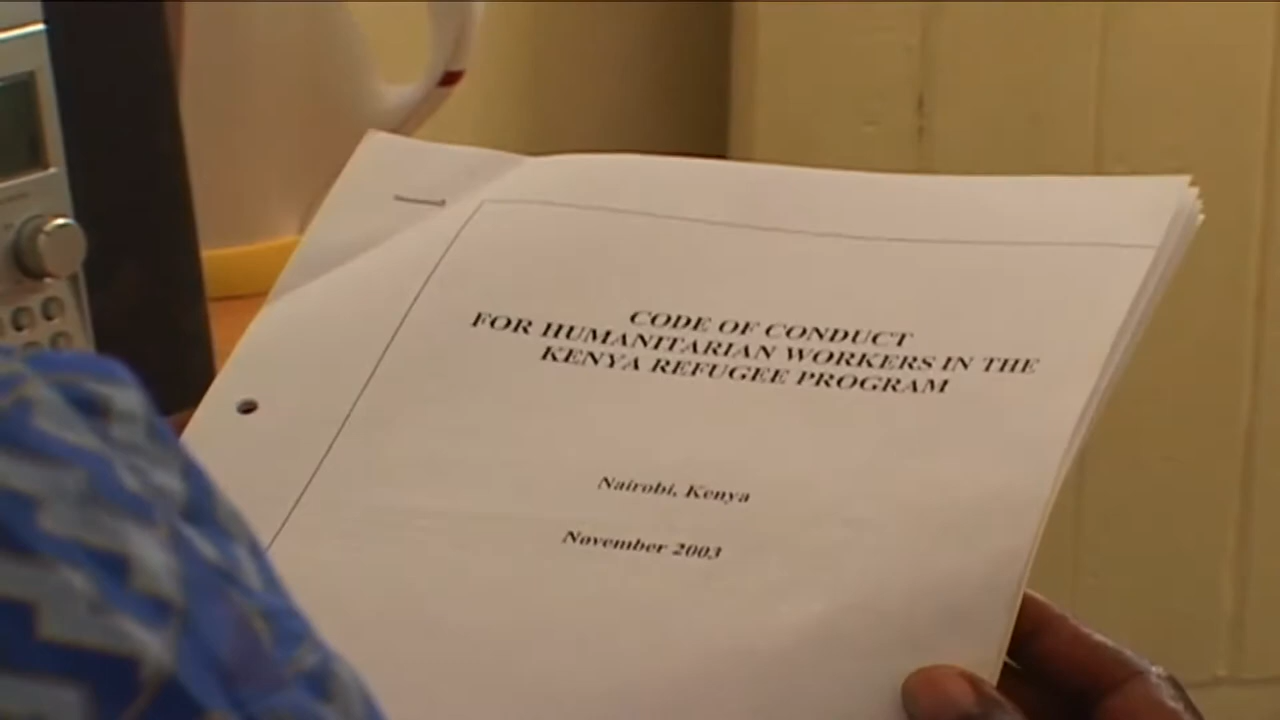 CODE OF CONDUCT
FOR HUMANITARIAN WORKERS IN THE
KENYA REFUGEE PROGRAM
Nairobi, Kenya
November 2003